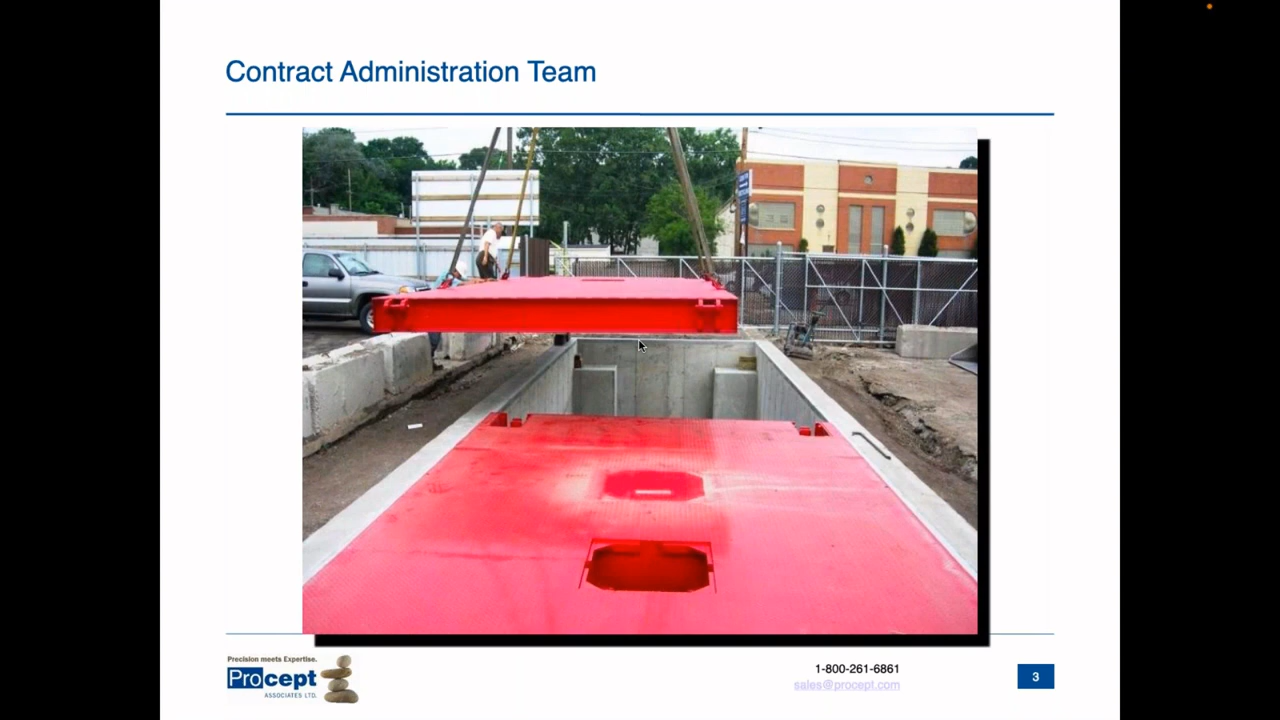 Contract Administration Team
Precision meets Expertise.
Procept
ASSOCIATES LTD.
1-800-261-6861
sales@procept.com
3